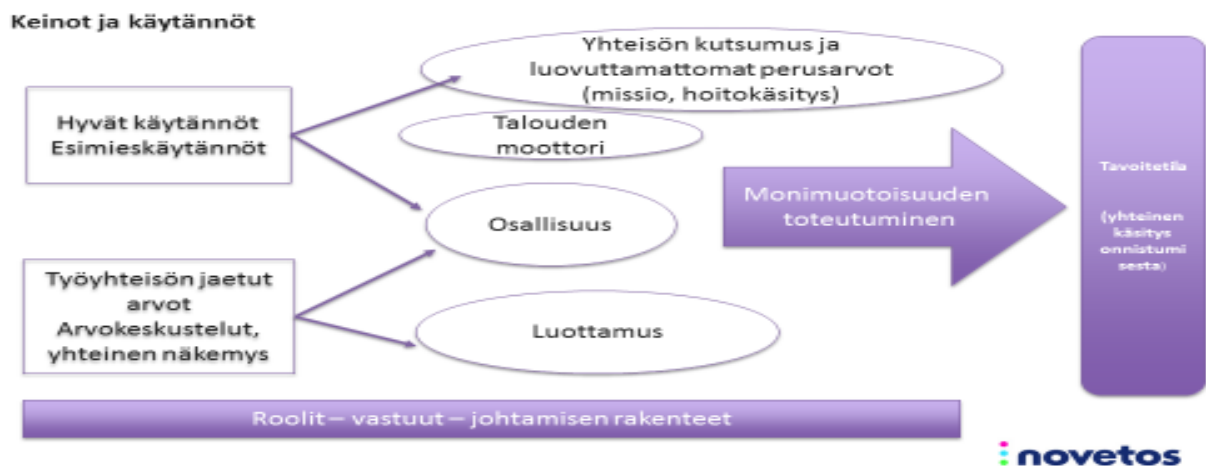 Keinot ja käytännöt
Hyvät käytännöt
Esimieskäytännöt
Työyhteisön jaetut
arvot
Arvokeskustelut,
yhteinen näkemys
Yhteisön kutsumus ja
luovuttamattomat perusarvot
(missio, hoitokäsitys)
Talouden
moottori
Osallisuus
Luottamus
Monimuotoisuuden
toteutuminen
Tavoitetila
(yhteinen
käsitys
onnistumi
sesta)
Roolit – vastuut – johtamisen rakenteet
novetos